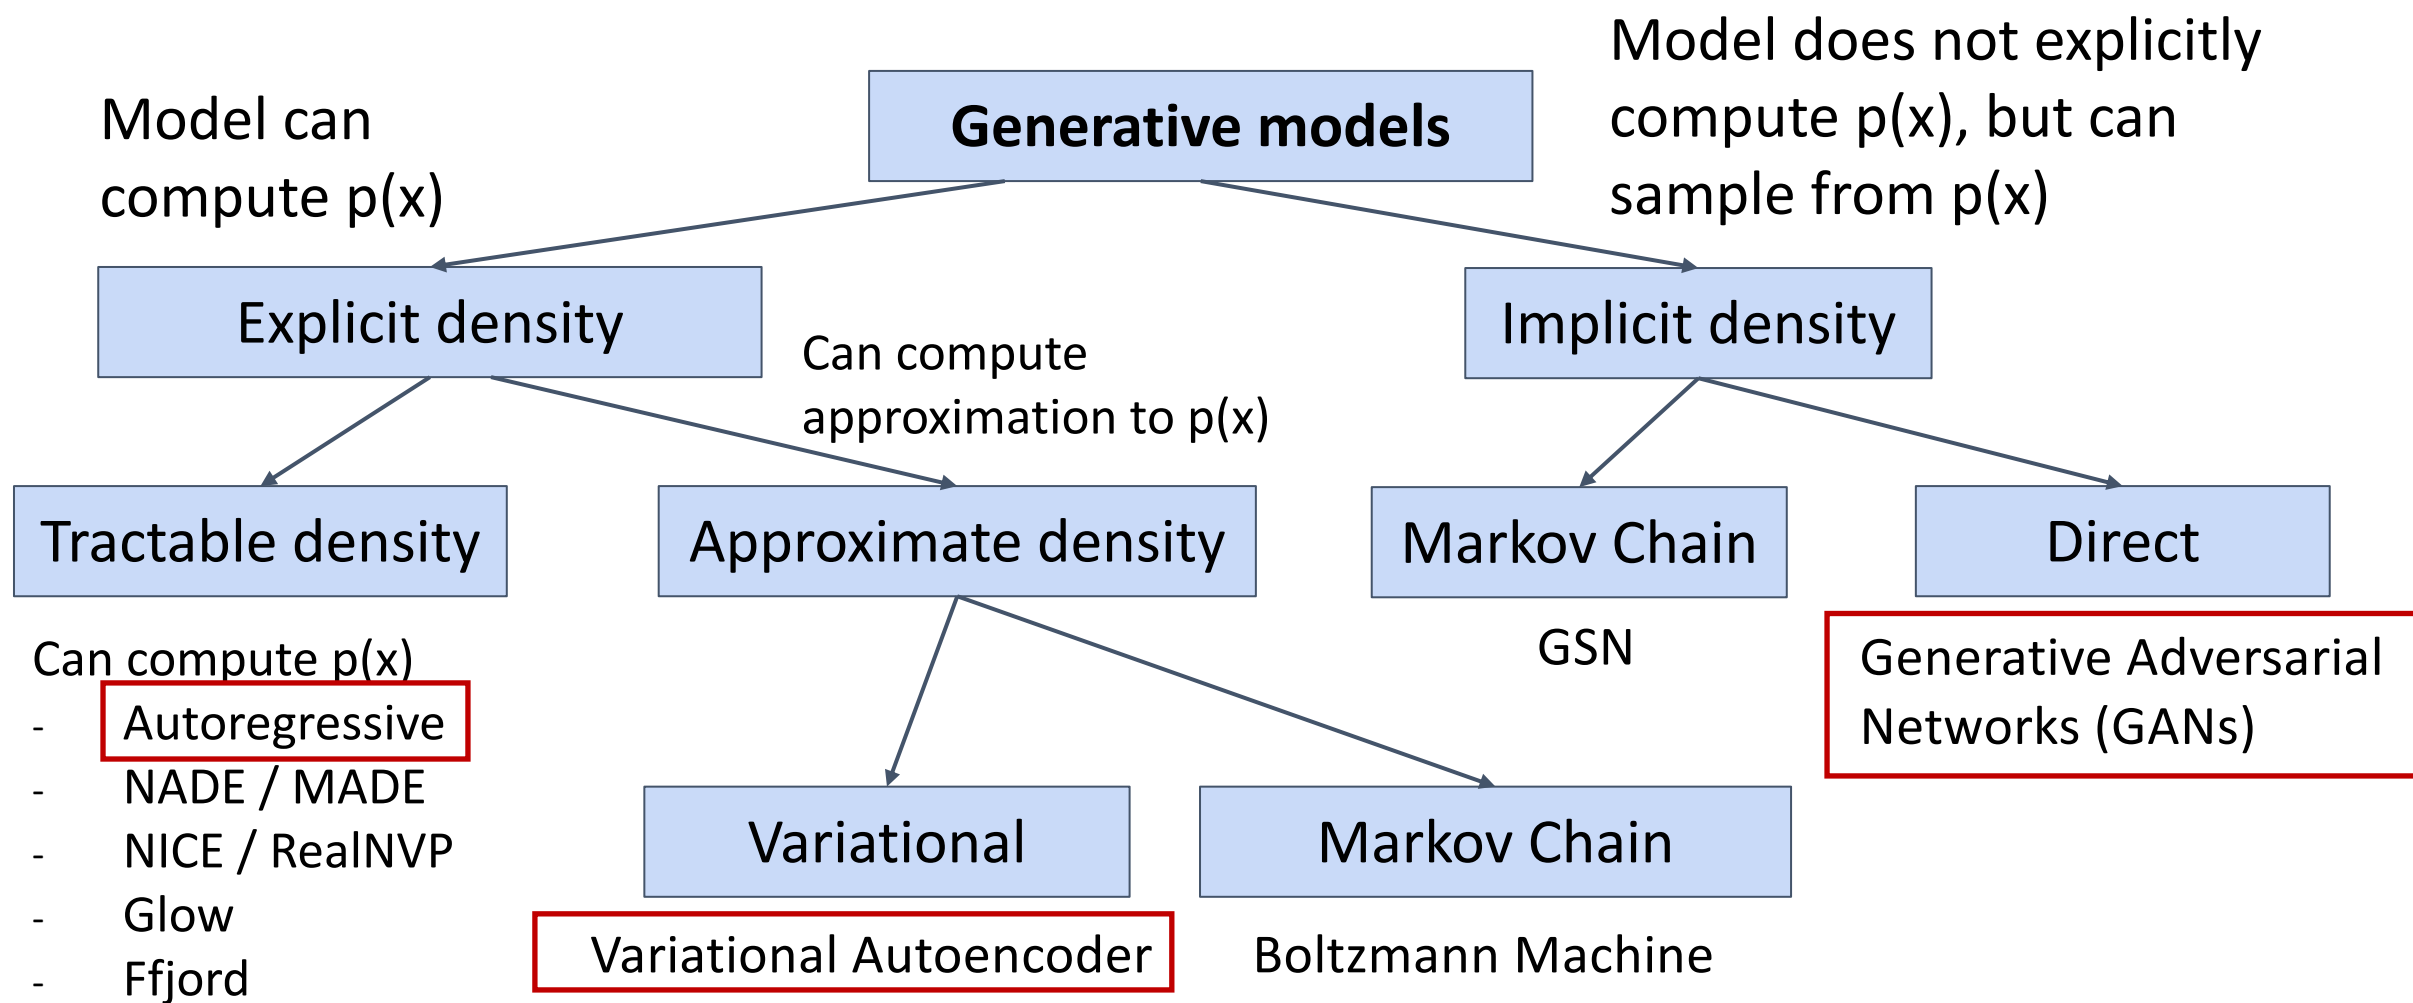 Generative models
Model can
compute p(x)
Model does not explicitly
compute p(x), but can
sample from p(x)
Explicit density
Implicit density
Can compute
approximation to p(x)
Tractable density
Approximate density
Markov Chain
Direct
Can compute p(x)
- Autoregressive
- NADE / MADE
- NICE / RealNVP
- Glow
- Ffjord
GSN
Generative Adversarial
Networks (GANs)
Variational
Markov Chain
Variational Autoencoder
Boltzmann Machine